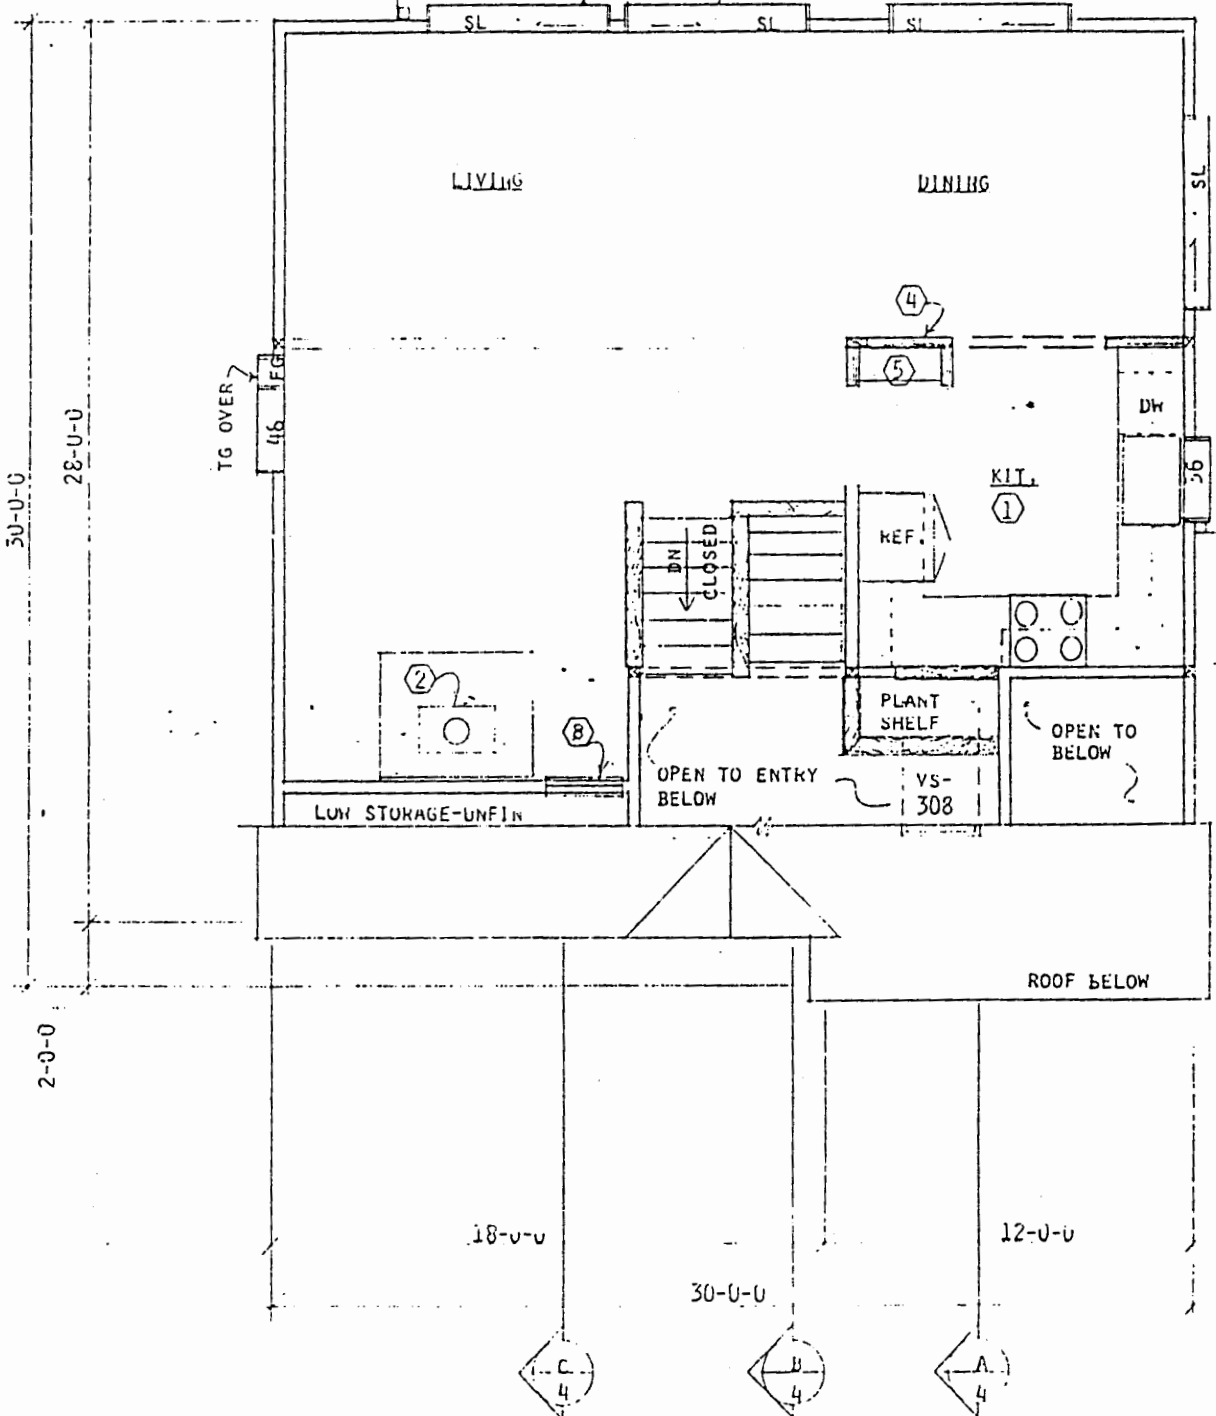 SL
SL
SL
LIVING
DINING
SL
4
5
FG
TG OVER
46
DW
28-0-0
30-0-0
KIT.
1
REF.
DN
CLOSED
2
PLANT
SHELF
8
OPEN TO
BELOW
OPEN TO ENTRY
BELOW
VS-
308
LOW STORAGE-UNFIN
ROOF BELOW
2-0-0
18-0-0
12-0-0
30-0-0
C
4
B
4
A
4